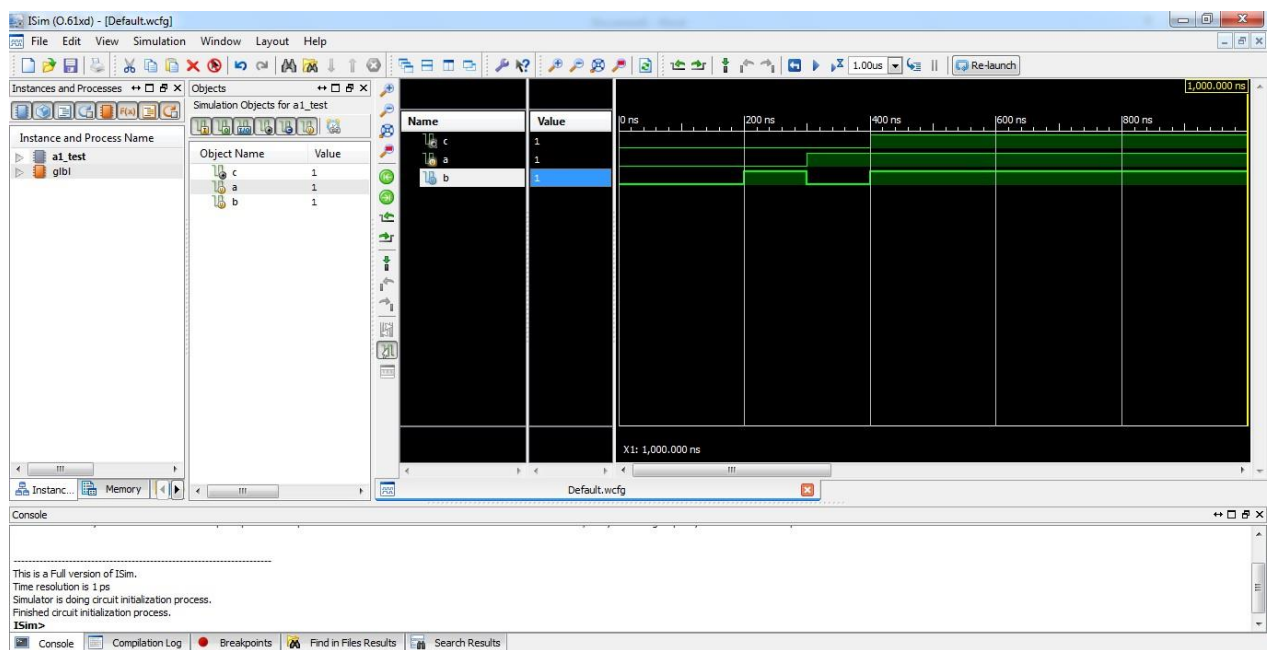 ISim (O.61xd) - [Default.wcfg]
File Edit View Simulation Window Layout Help
1.00us Re-launch
Instances and Processes
Objects
Simulation Objects for a1_test
Instance and Process Name
a1_test
glbl
Object Name Value
c 1
a 1
b 1
Name Value
c 1
a 1
b 1
1,000.000 ns
0 ns 200 ns 400 ns 600 ns 800 ns
X1: 1,000.000 ns
Instanc... Memory
Default.wcfg
Console
This is a Full version of ISim.
Time resolution is 1 ps
Simulator is doing circuit initialization process.
Finished circuit initialization process.
ISim>
Console Compilation Log Breakpoints Find in Files Results Search Results